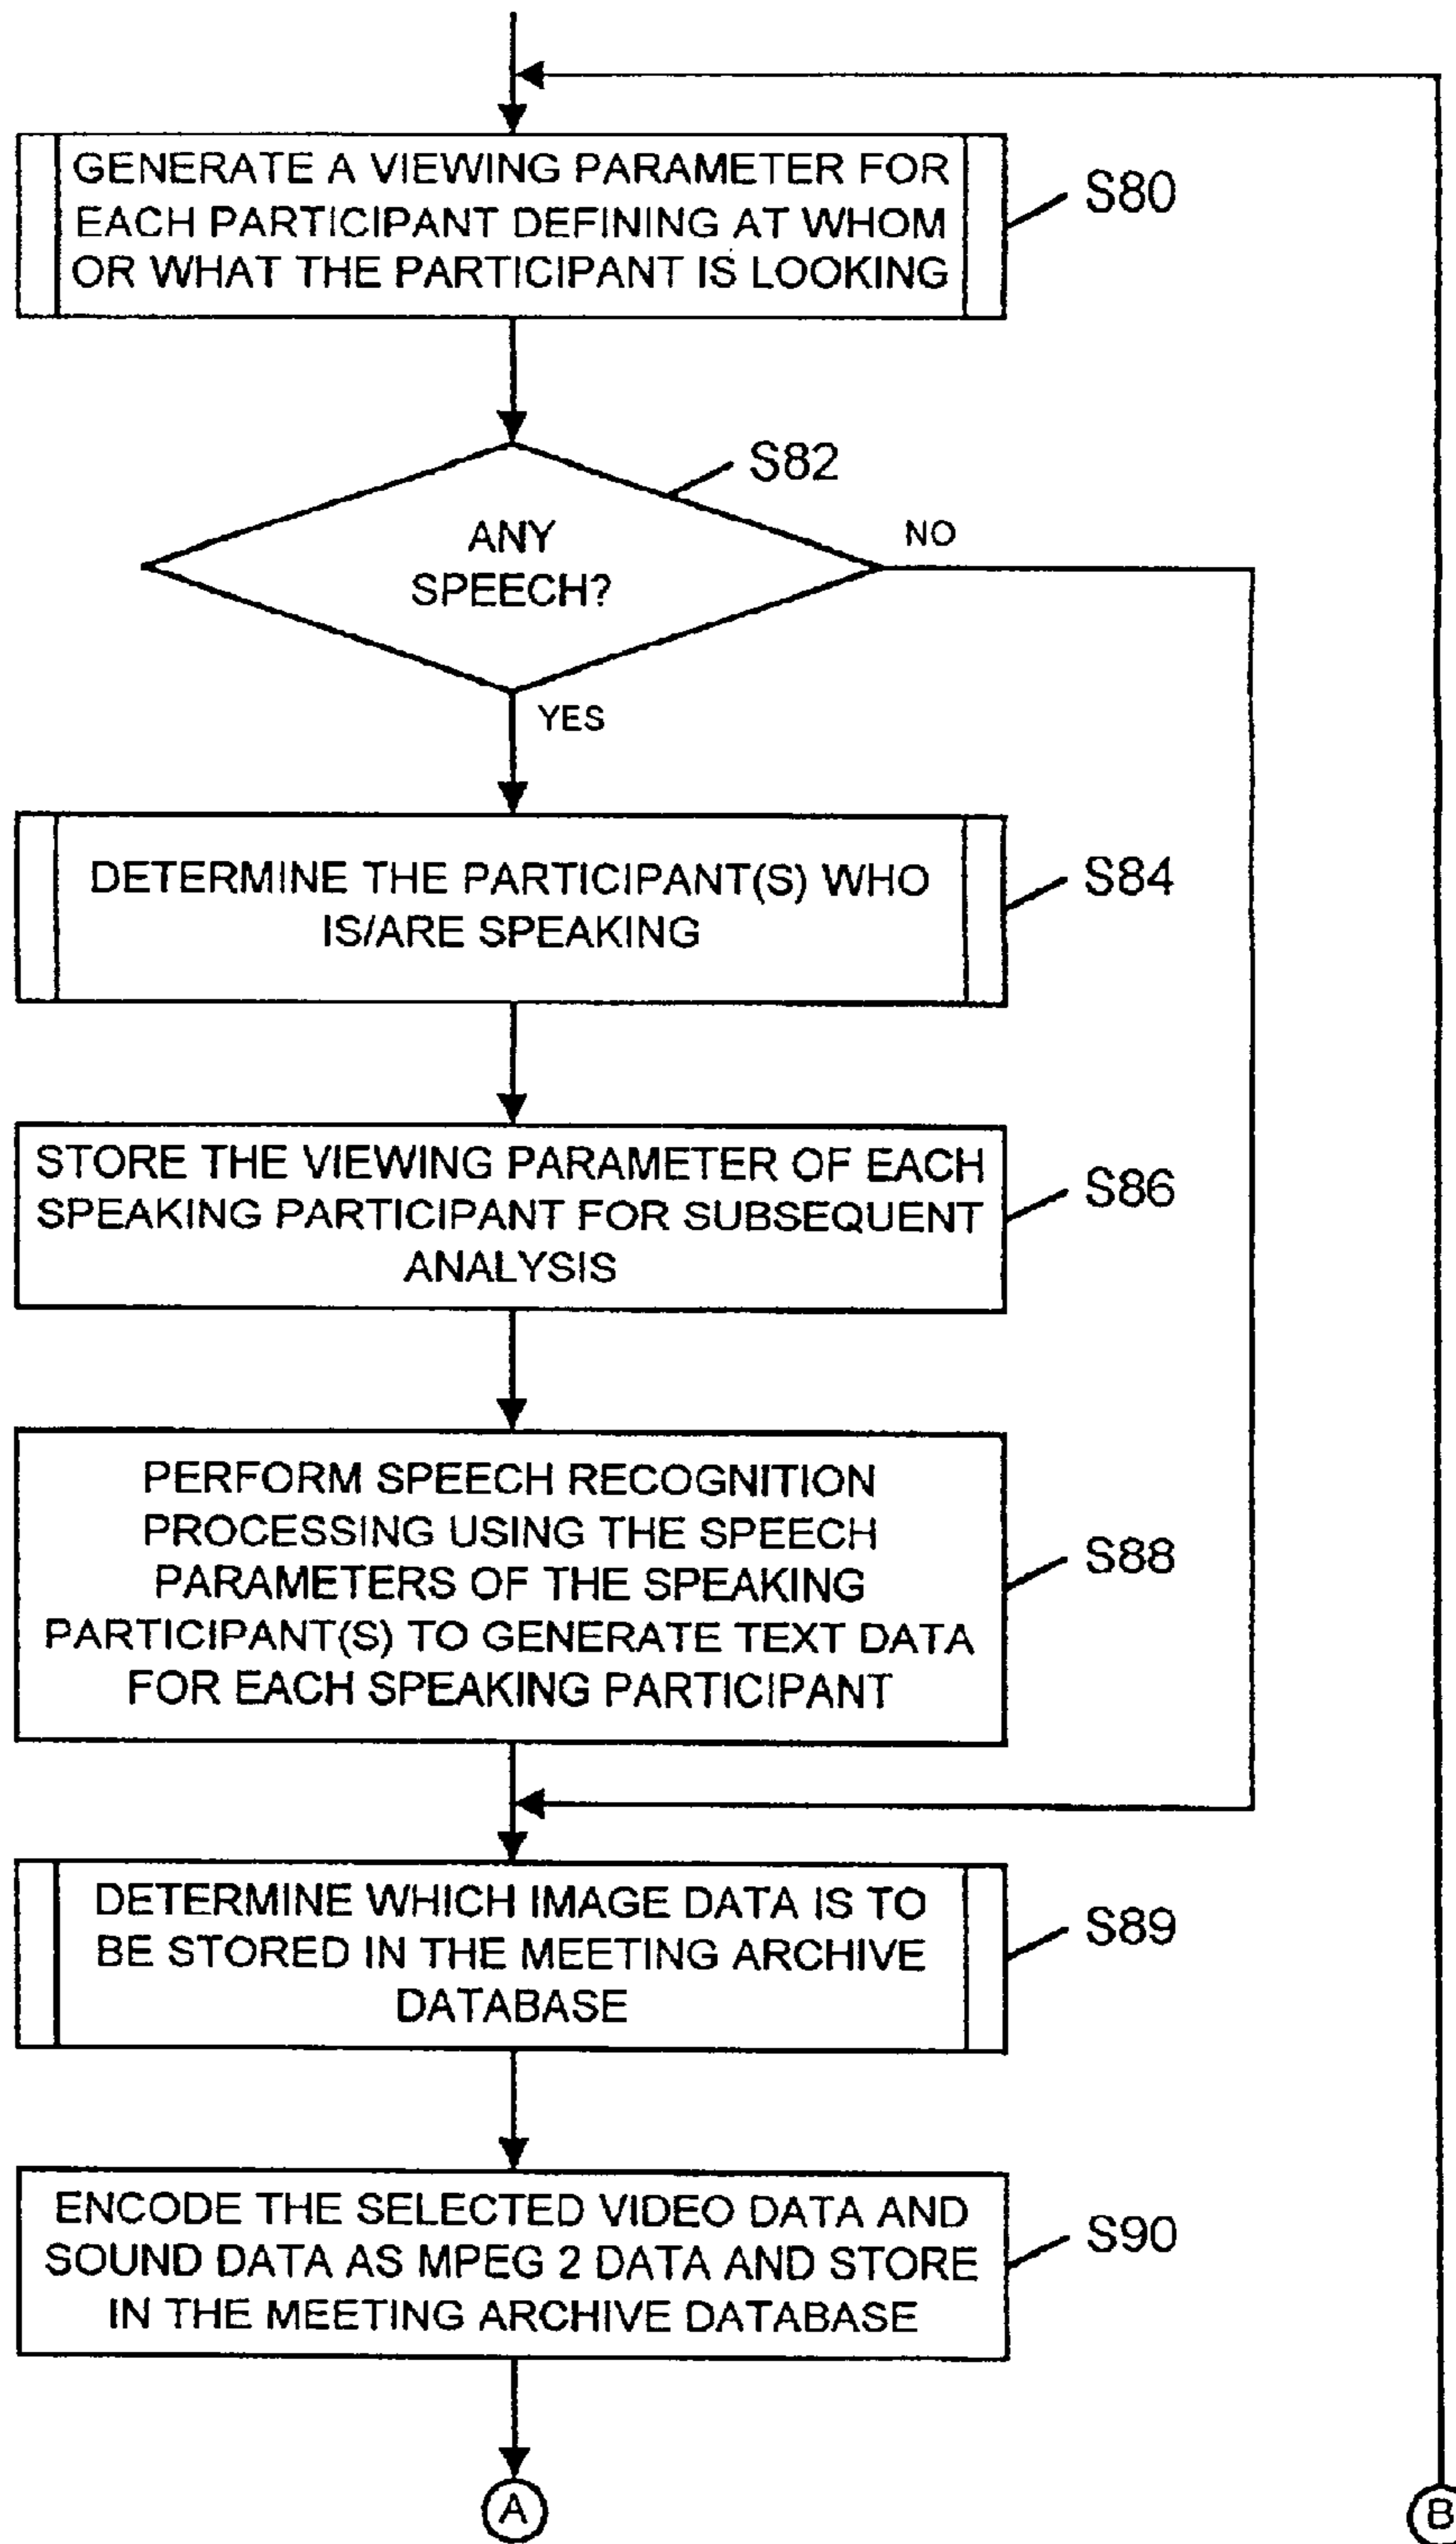 GENERATE A VIEWING PARAMETER FOR
EACH PARTICIPANT DEFINING AT WHOM
OR WHAT THE PARTICIPANT IS LOOKING
S80
S82
ANY
SPEECH?
NO
YES
DETERMINE THE PARTICIPANT(S) WHO
IS/ARE SPEAKING
S84
STORE THE VIEWING PARAMETER OF EACH
SPEAKING PARTICIPANT FOR SUBSEQUENT
ANALYSIS
S86
PERFORM SPEECH RECOGNITION
PROCESSING USING THE SPEECH
PARAMETERS OF THE SPEAKING
PARTICIPANT(S) TO GENERATE TEXT DATA
FOR EACH SPEAKING PARTICIPANT
S88
DETERMINE WHICH IMAGE DATA IS TO
BE STORED IN THE MEETING ARCHIVE
DATABASE
S89
ENCODE THE SELECTED VIDEO DATA AND
SOUND DATA AS MPEG 2 DATA AND STORE
IN THE MEETING ARCHIVE DATABASE
S90
A
B